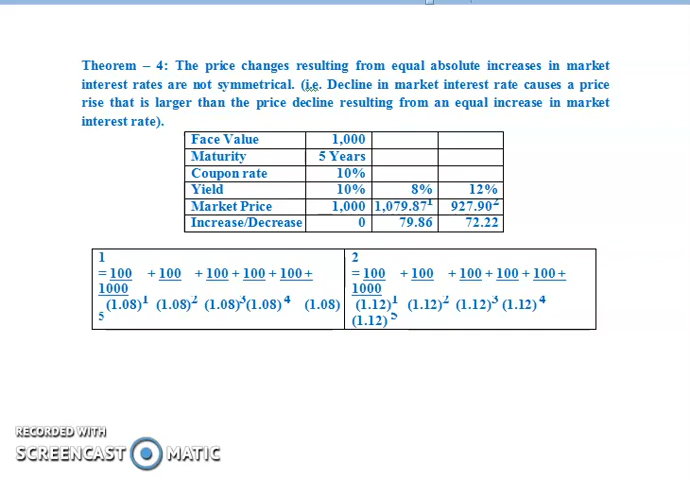 Theorem – 4: The price changes resulting from equal absolute increases in market
interest rates are not symmetrical. (i.e. Decline in market interest rate causes a price
rise that is larger than the price decline resulting from an equal increase in market
interest rate).
Face Value 1,000
Maturity 5 Years
Coupon rate 10%
Yield 10% 8% 12%
Market Price 1,000 1,079.87¹ 927.90²
Increase/Decrease 0 79.86 72.22
1
= 100 + 100 + 100 + 100 + 100 +
1000
(1.08)¹ (1.08)² (1.08)³(1.08)⁴ (1.08)
5
2
= 100 + 100 + 100 + 100 + 100 +
1000
(1.12)¹ (1.12)² (1.12)³ (1.12)⁴
(1.12)⁵
RECORDED WITH
SCREENCAST MATIC